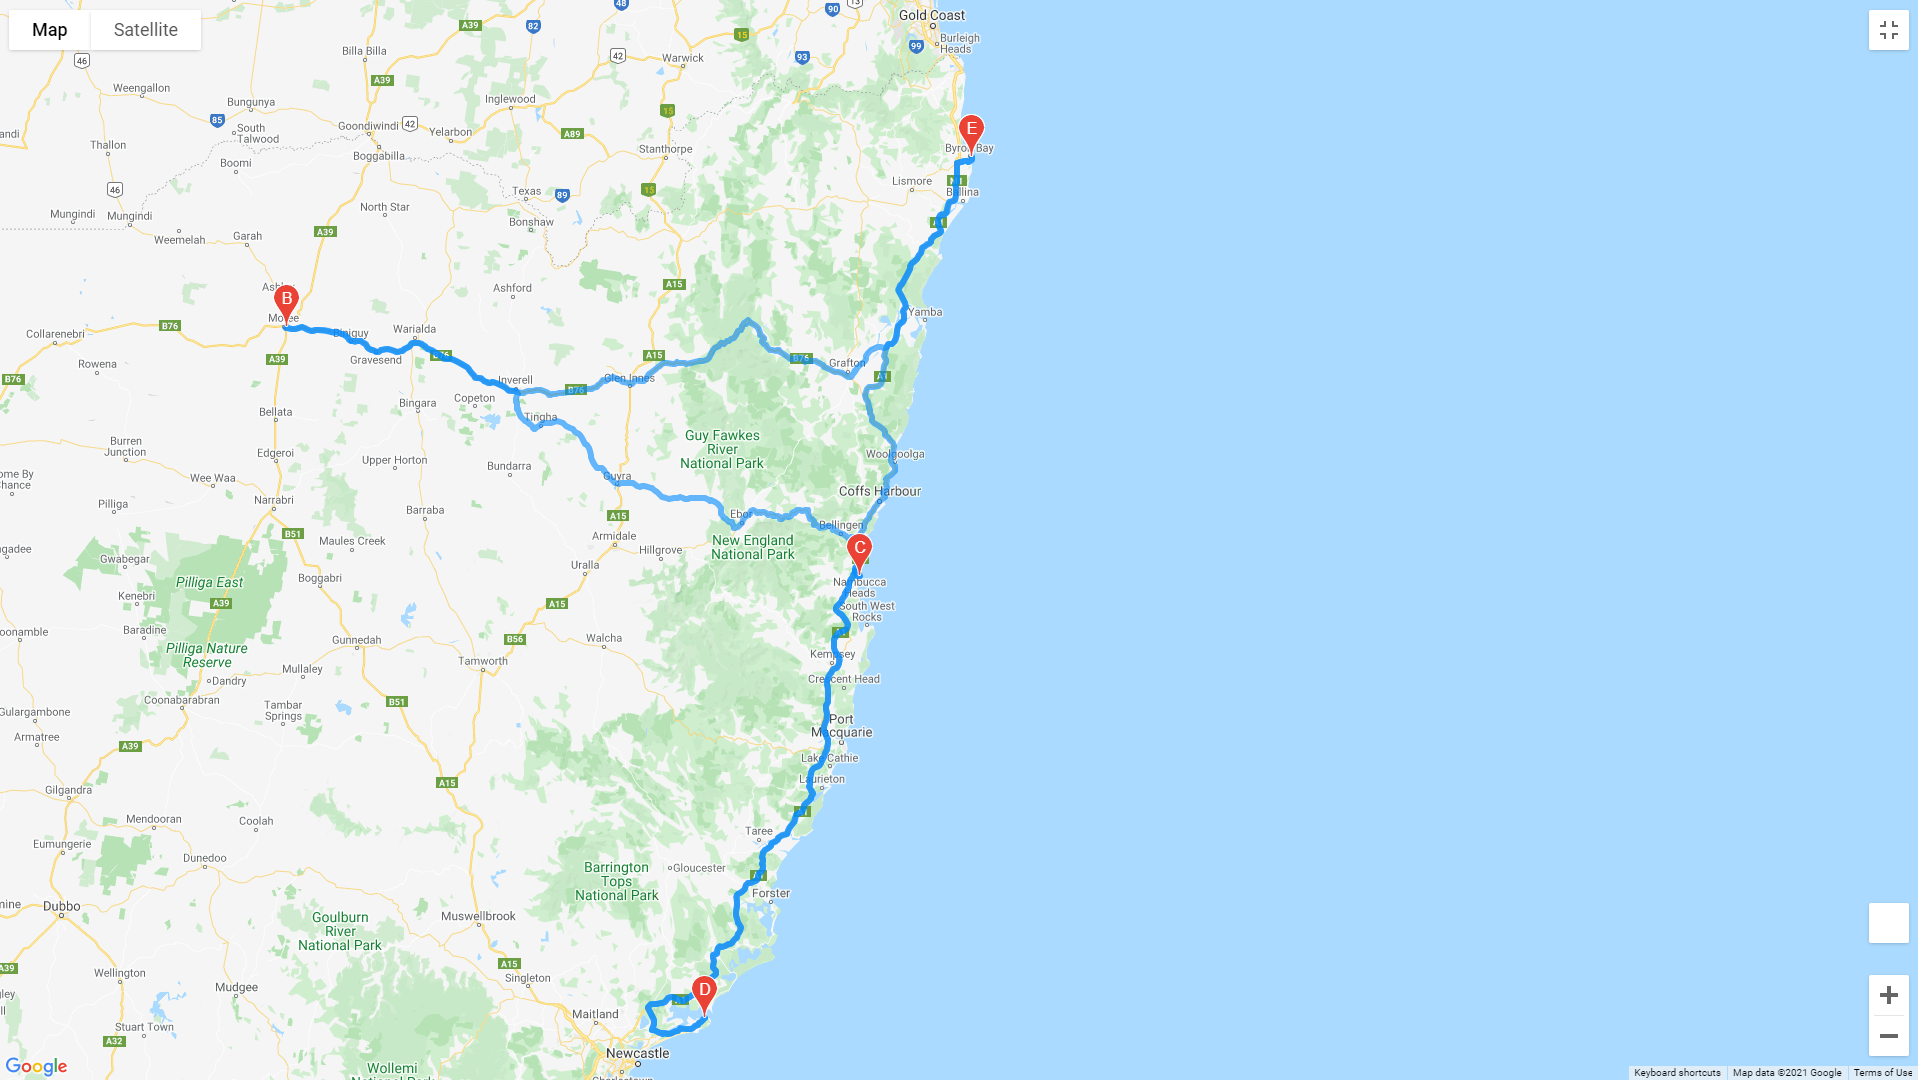 Map
Satellite
Gold Coast
Burleigh
Heads
Billa Billa
Warwick
Weengallon
Bungunya
Inglewood
South
Talwood
Goondiwindi
Yelarbon
Thallon
Boomi
Boggabilla
Stanthorpe
Texas
Lismore
Ballina
Mungindi
Mungindi
North Star
Bonshaw
Weemelah
Garah
Ashford
Yamba
Collarenebri
Biniguy
Warialda
Gravesend
Rowena
Grafton
Inverell
Glen Innes
Copeton
Bingara
Bellata
Tingha
Guy Fawkes
River
National Park
Burren
Junction
Edgeroi
Upper Horton
Bundarra
Woolgoolga
Come By
Chance
Wee Waa
Guyra
Coffs Harbour
Pilliga
Narrabri
Barraba
Ebor
Bellingen
Armidale
Hillgrove
New England
National Park
Maules Creek
Gwabegar
Uralla
Pilliga East
Boggabri
Kenebri
Nambucca
Heads
South West
Rocks
Baradine
Gunnedah
Walcha
Kempsey
Pilliga Nature
Reserve
Mullaley
Tamworth
Dandry
Crescent Head
Coonabarabran
Tambar
Springs
Gulargambone
Port
Macquarie
Armatree
Lake Cathie
Laurieton
Gilgandra
Mendooran
Coolah
Taree
Eumungerie
Dunedoo
Barrington
Tops
National Park
Gloucester
Forster
Dubbo
Goulburn
River
National Park
Muswellbrook
Wellington
Mudgee
Singleton
Stuart Town
Maitland
Newcastle
Wollemi
B
C
D
E
A39
A39
A39
A39
A39
A39
A15
A15
A15
A15
A15
A15
A89
A32
B76
B76
B76
B76
B51
B51
B56
A1
46
46
42
42
82
85
89
90
93
99
48
15
15
15
Google
Keyboard shortcuts
Map data ©2021 Google
Terms of Use